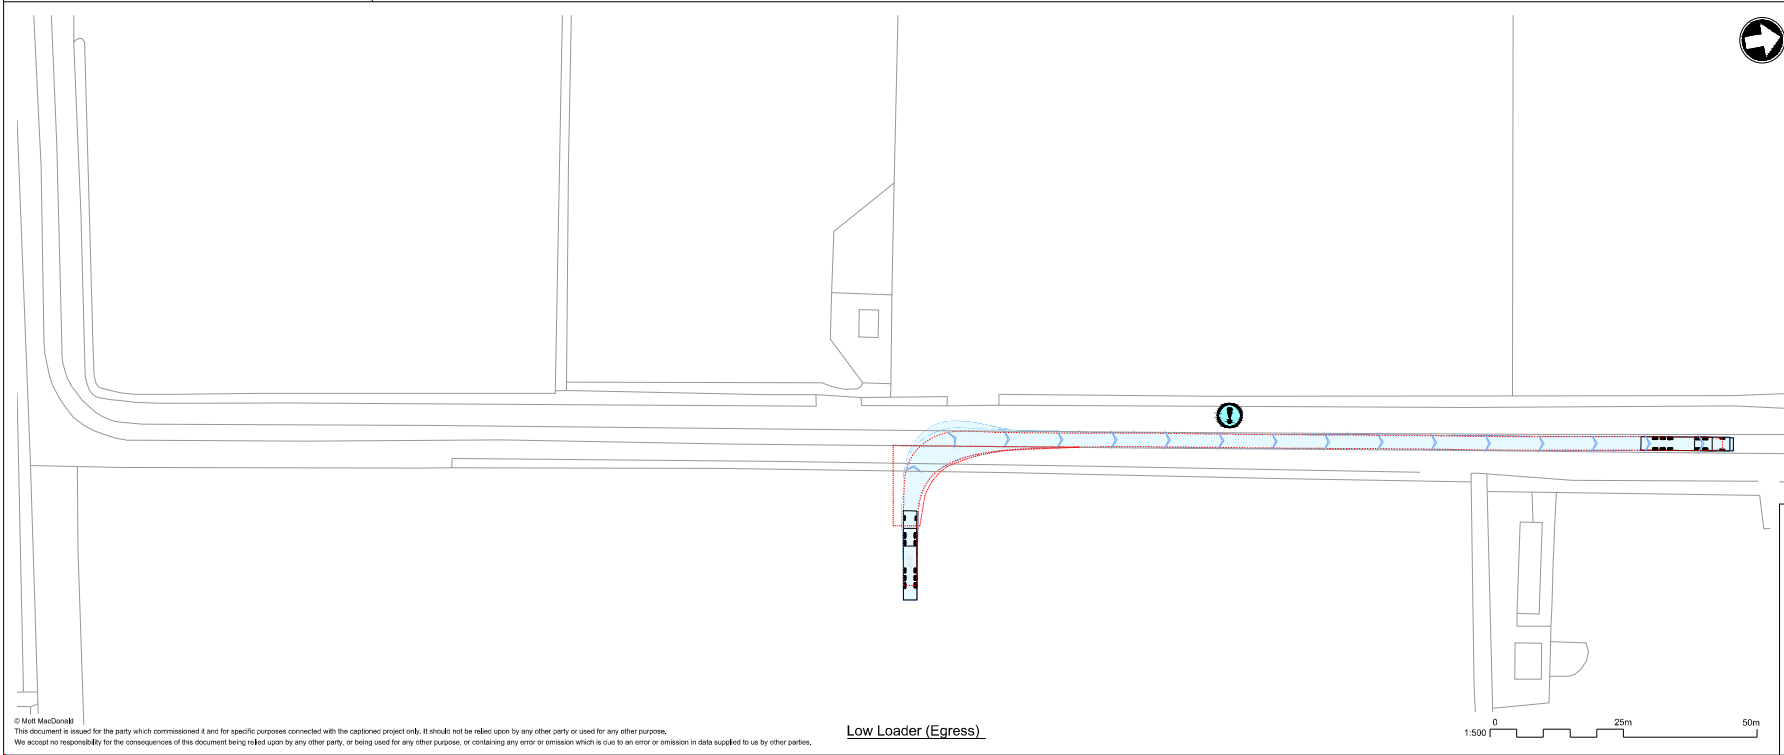 © Mott MacDonald
This document is issued for the party which commissioned it and for specific purposes connected with the captioned project only. It should not be relied upon by any other party or used for any other purpose.
We accept no responsibility for the consequences of this document being relied upon by any other party, or being used for any other purpose, or containing any error or omission which is due to an error or omission in data supplied to us by other parties.
Low Loader (Egress)
0 25m 50m
1:500